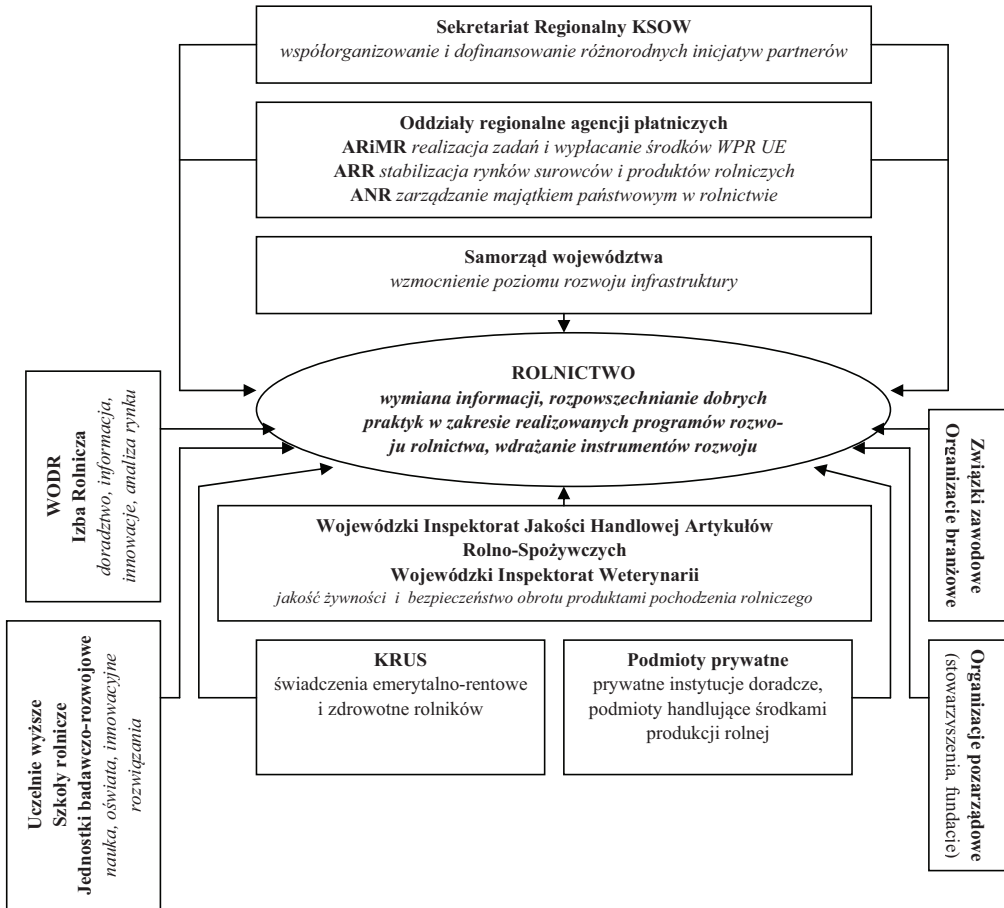 Sekretariat Regionalny KSOW
współorganizowanie i dofinansowanie różnorodnych inicjatyw partnerów
Oddziały regionalne agencji płatniczych
ARiMR realizacja zadań i wypłacanie środków WPR UE
ARR stabilizacja rynków surowców i produktów rolniczych
ANR zarządzanie majątkiem państwowym w rolnictwie
Samorząd województwa
wzmocnienie poziomu rozwoju infrastruktury
ROLNICTWO
wymiana informacji, rozpowszechnianie dobrych
praktyk w zakresie realizowanych programów rozwo-
ju rolnictwa, wdrażanie instrumentów rozwoju
WODR
Izba Rolnicza
doradztwo, informacja,
innowacje, analiza rynku
Związki zawodowe
Organizacje branżowe
Wojewódzki Inspektorat Jakości Handlowej Artykułów
Rolno-Spożywczych
Wojewódzki Inspektorat Weterynarii
jakość żywności i bezpieczeństwo obrotu produktami pochodzenia rolniczego
Uczelnie wyższe
Szkoły rolnicze
Jednostki badawczo-rozwojowe
nauka, oświata, innowacyjne
rozwiązania
KRUS
świadczenia emerytalno-rentowe
i zdrowotne rolników
Podmioty prywatne
prywatne instytucje doradcze,
podmioty handlujące środkami
produkcji rolnej
Organizacje pozarządowe
(stowarzyszenia, fundacje)